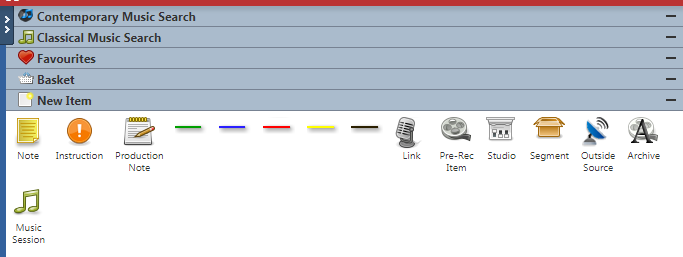 Contemporary Music Search
Classical Music Search
Favourites
Basket
New Item
Note
Instruction
Production
Note
Link
Pre-Rec
Item
Studio
Segment
Outside
Source
Archive
Music
Session